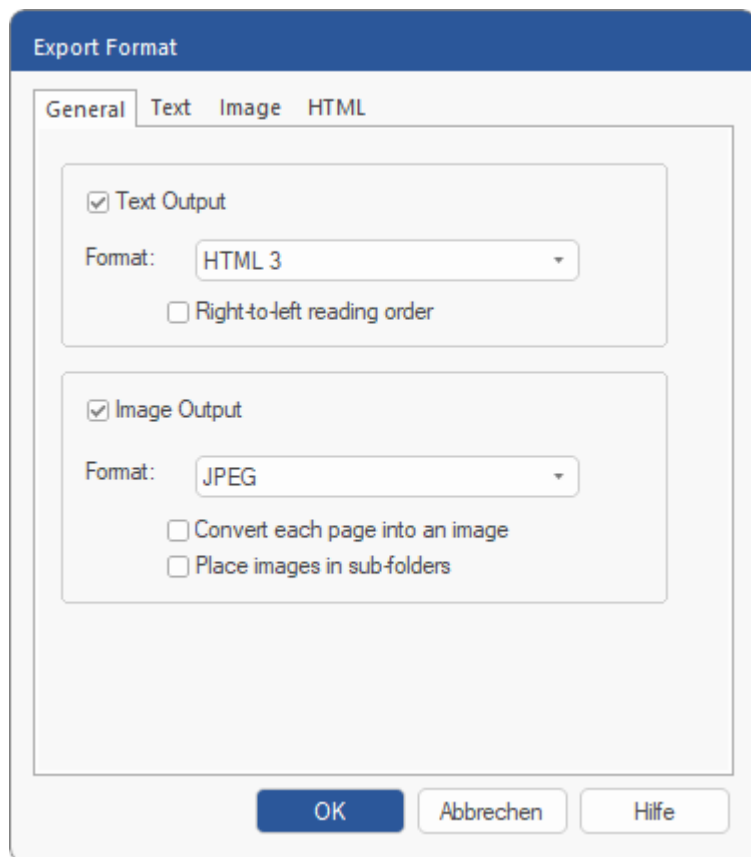 Export Format
General Text Image HTML
Text Output
Format: HTML 3
Right-to-left reading order
Image Output
Format: JPEG
Convert each page into an image
Place images in sub-folders
OK Abbrechen Hilfe